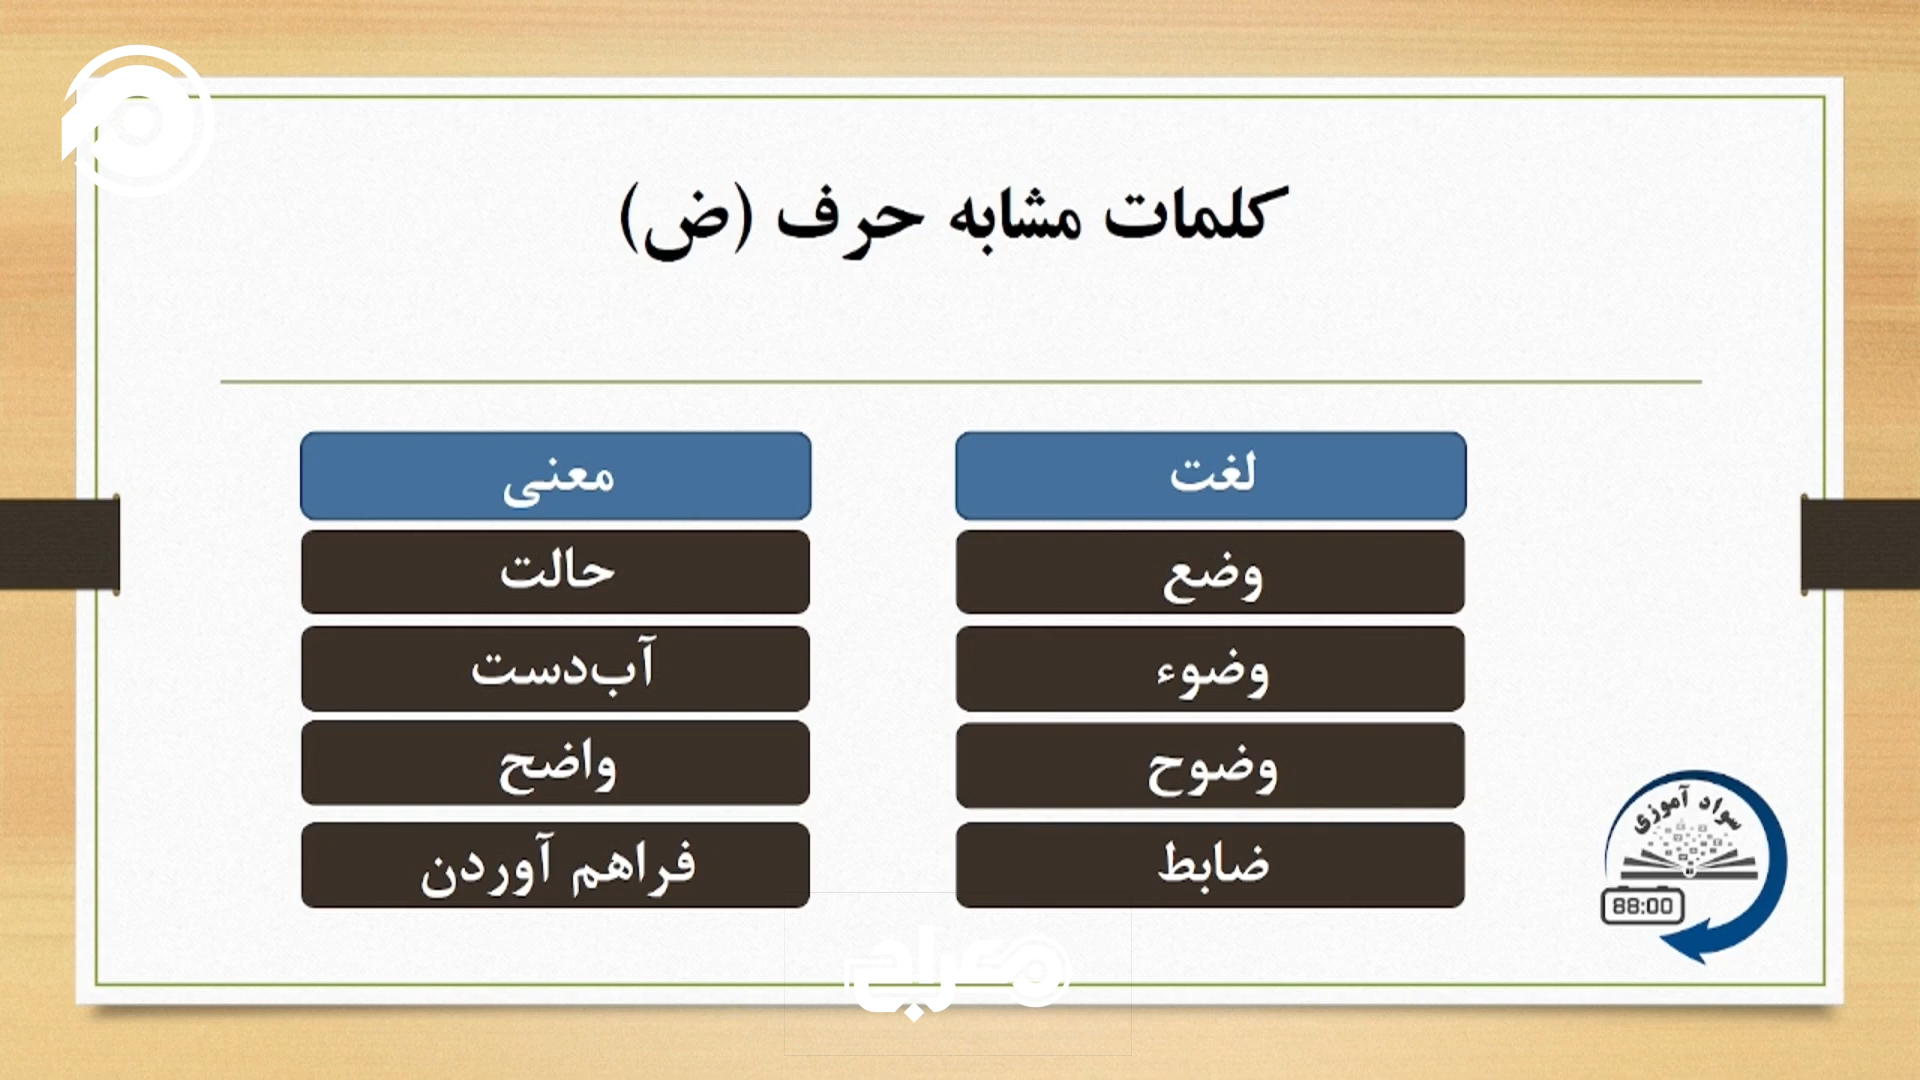 کلمات مشابه حرف (ض)
لغت معنی
وضع حالت
وضوء آب‌دست
وضوح واضح
ضابط فراهم آوردن
سواد آموزی
88:00
معراج